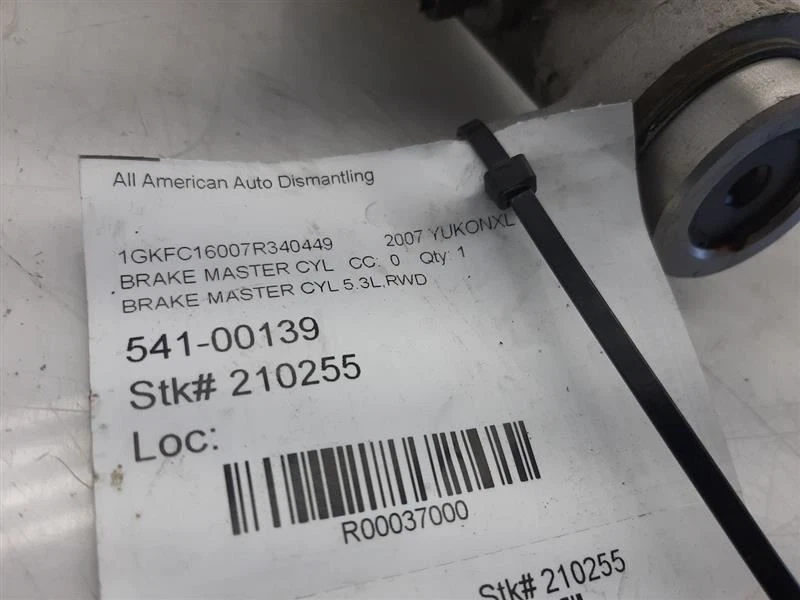 All American Auto Dismantling
1GKFC16007R340449 2007 YUKONXL
BRAKE MASTER CYL CC: 0 Qty: 1
BRAKE MASTER CYL 5.3L,RWD
541-00139
Stk# 210255
Loc:
R00037000
Stk# 210255